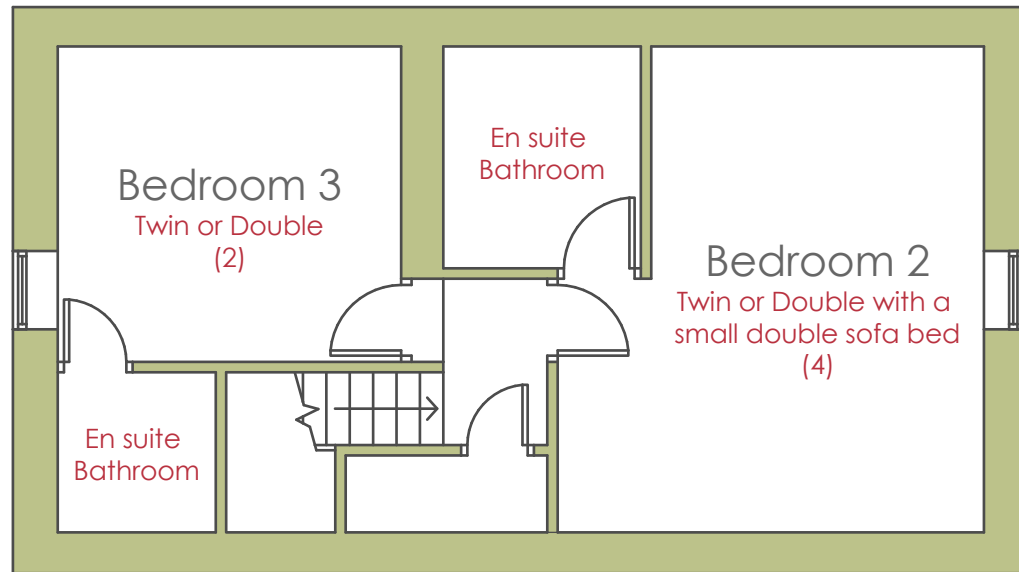 Bedroom 3
Twin or Double
(2)
En suite
Bathroom
En suite
Bathroom
Bedroom 2
Twin or Double with a
small double sofa bed
(4)